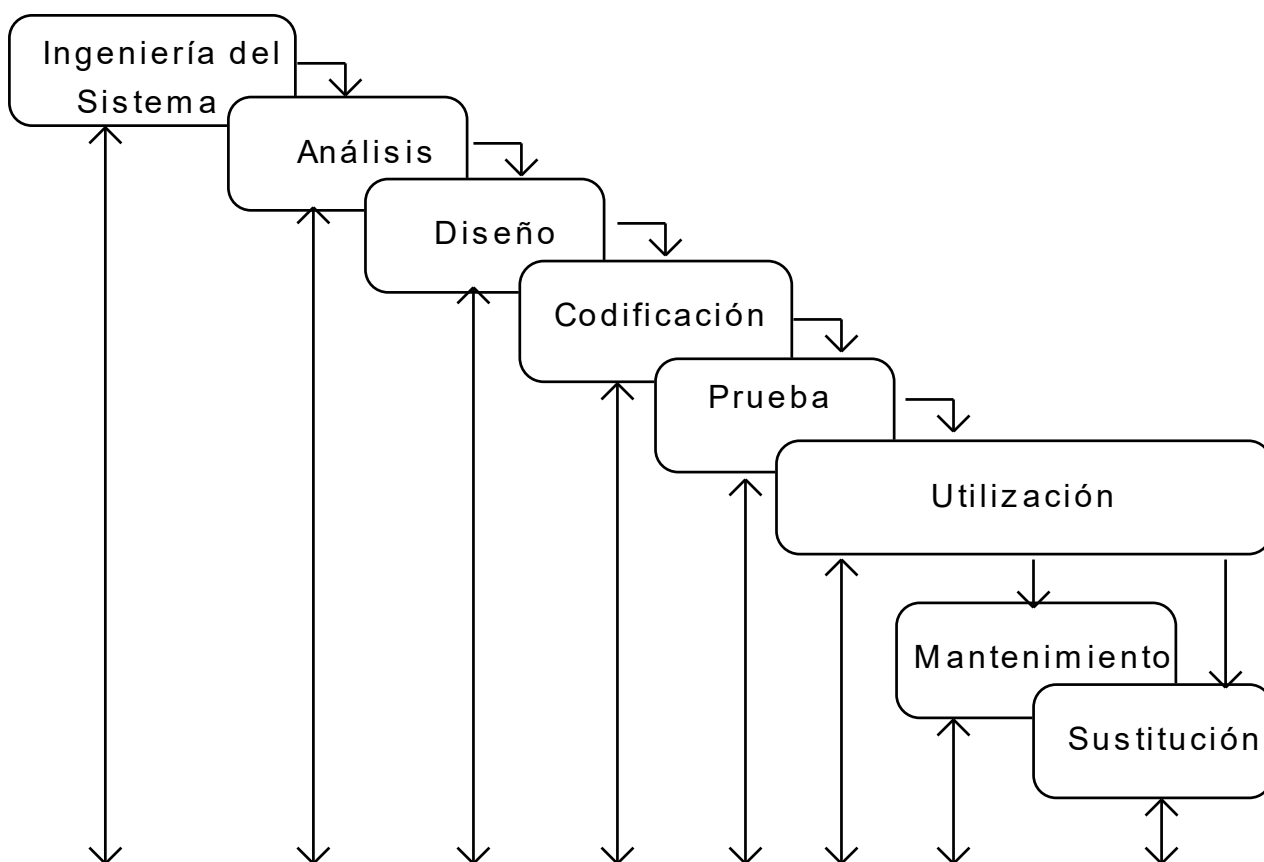 Ingeniería del
Sistema
Análisis
Diseño
Codificación
Prueba
Utilización
Mantenimiento
Sustitución